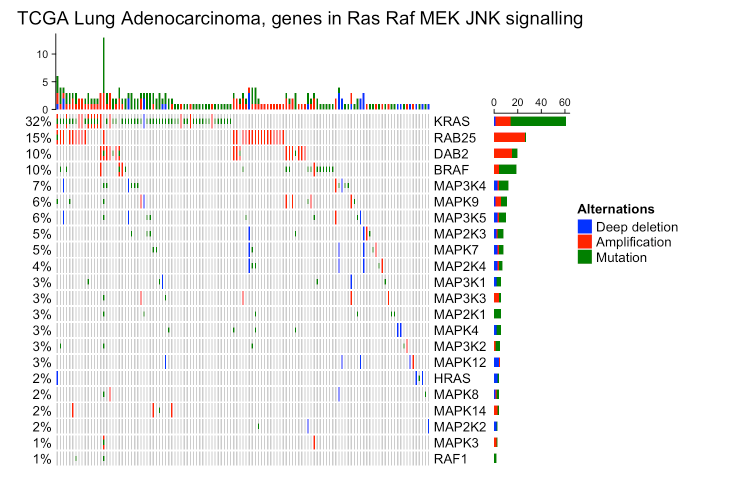 TCGA Lung Adenocarcinoma, genes in Ras Raf MEK JNK signalling
10
5
0
0 20 40 60
32% KRAS
15% RAB25
10% DAB2
10% BRAF
7% MAP3K4
6% MAPK9
6% MAP3K5
5% MAP2K3
5% MAPK7
4% MAP2K4
3% MAP3K1
3% MAP3K3
3% MAP2K1
3% MAPK4
3% MAP3K2
3% MAPK12
2% HRAS
2% MAPK8
2% MAPK14
2% MAP2K2
1% MAPK3
1% RAF1
Alternations
Deep deletion
Amplification
Mutation